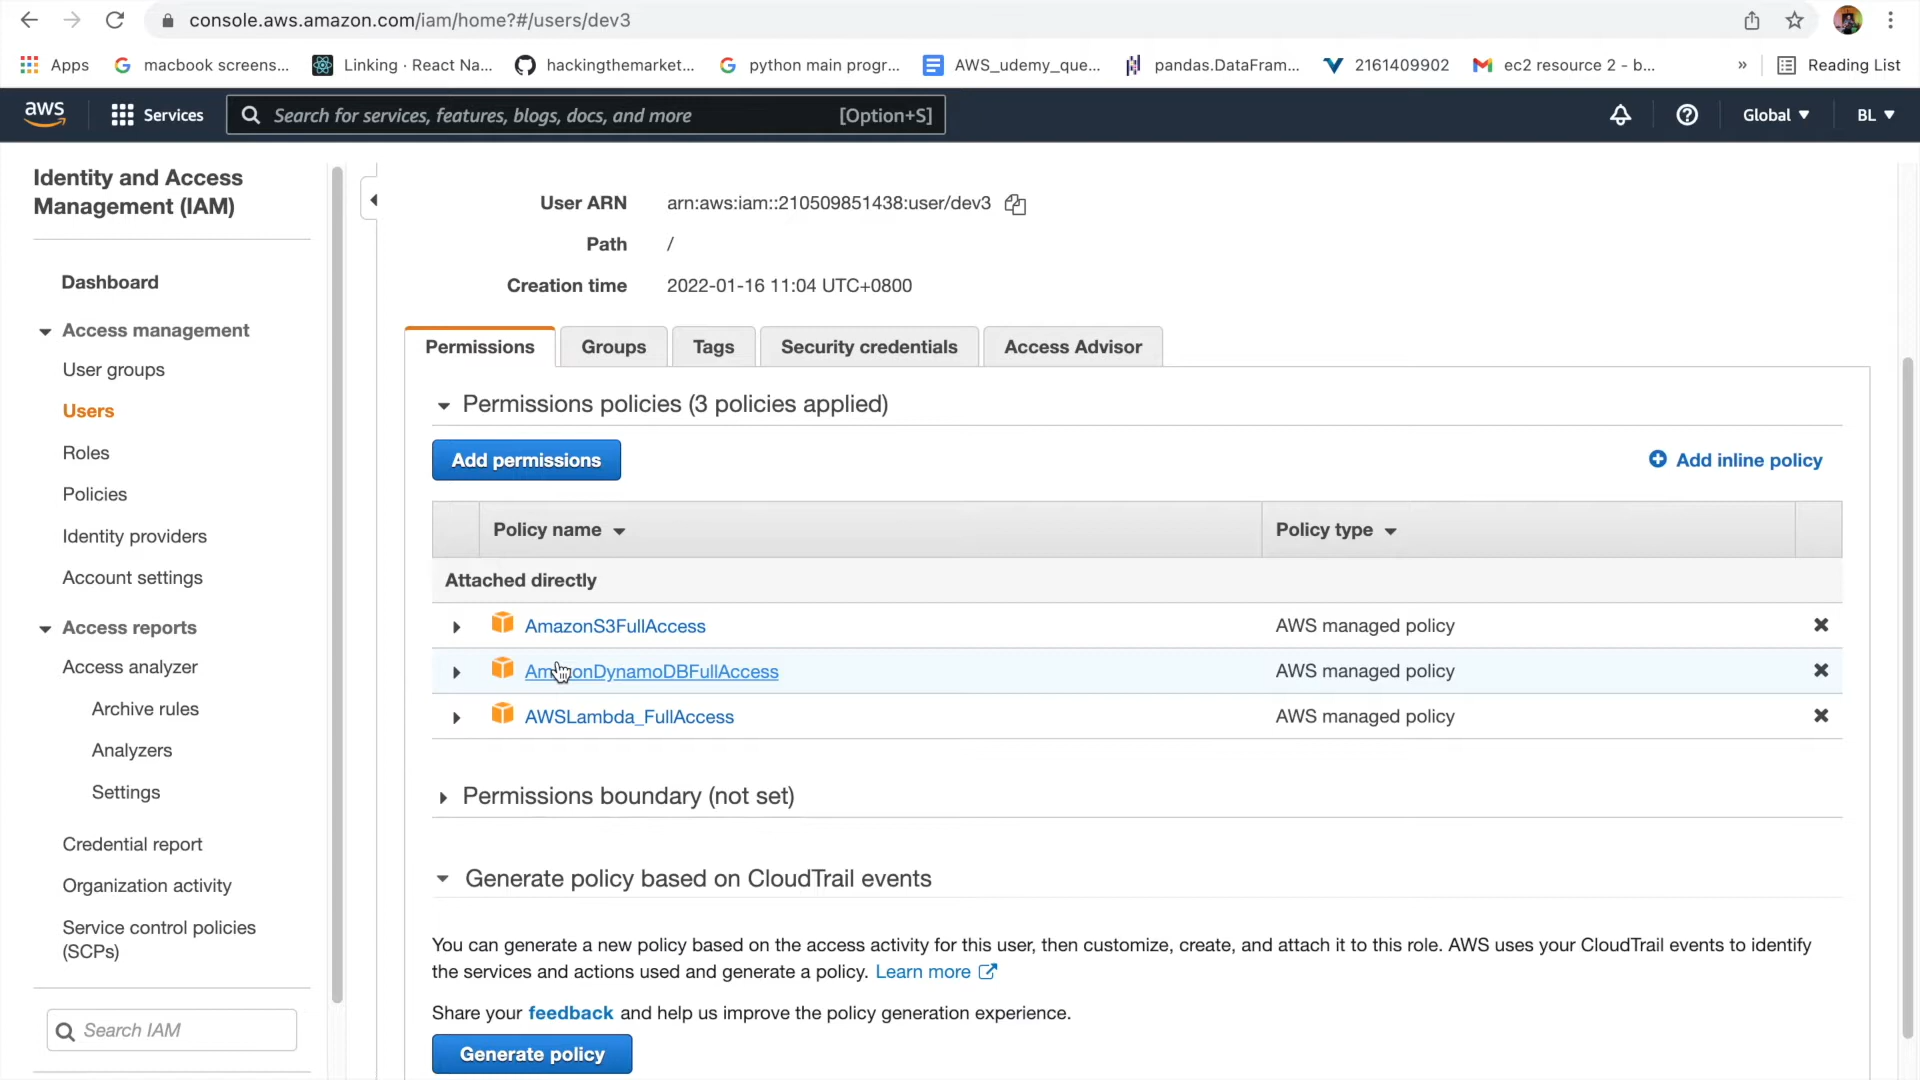 console.aws.amazon.com/iam/home?#/users/dev3
Apps
macbook screens...
Linking · React Na...
hackingthemarket...
python main progr...
AWS_udemy_que...
pandas.DataFram...
2161409902
ec2 resource 2 - b...
»
Reading List
aws
Services
Search for services, features, blogs, docs, and more
[Option+S]
Global
BL
Identity and Access
Management (IAM)
Dashboard
Access management
User groups
Users
Roles
Policies
Identity providers
Account settings
Access reports
Access analyzer
Archive rules
Analyzers
Settings
Credential report
Organization activity
Service control policies
(SCPs)
Search IAM
User ARN
arn:aws:iam::210509851438:user/dev3
Path
/
Creation time
2022-01-16 11:04 UTC+0800
Permissions
Groups
Tags
Security credentials
Access Advisor
Permissions policies (3 policies applied)
Add permissions
Add inline policy
Policy name
Policy type
Attached directly
AmazonS3FullAccess
AWS managed policy
AmazonDynamoDBFullAccess
AWS managed policy
AWSLambda_FullAccess
AWS managed policy
Permissions boundary (not set)
Generate policy based on CloudTrail events
You can generate a new policy based on the access activity for this user, then customize, create, and attach it to this role. AWS uses your CloudTrail events to identify
the services and actions used and generate a policy. Learn more
Share your feedback and help us improve the policy generation experience.
Generate policy